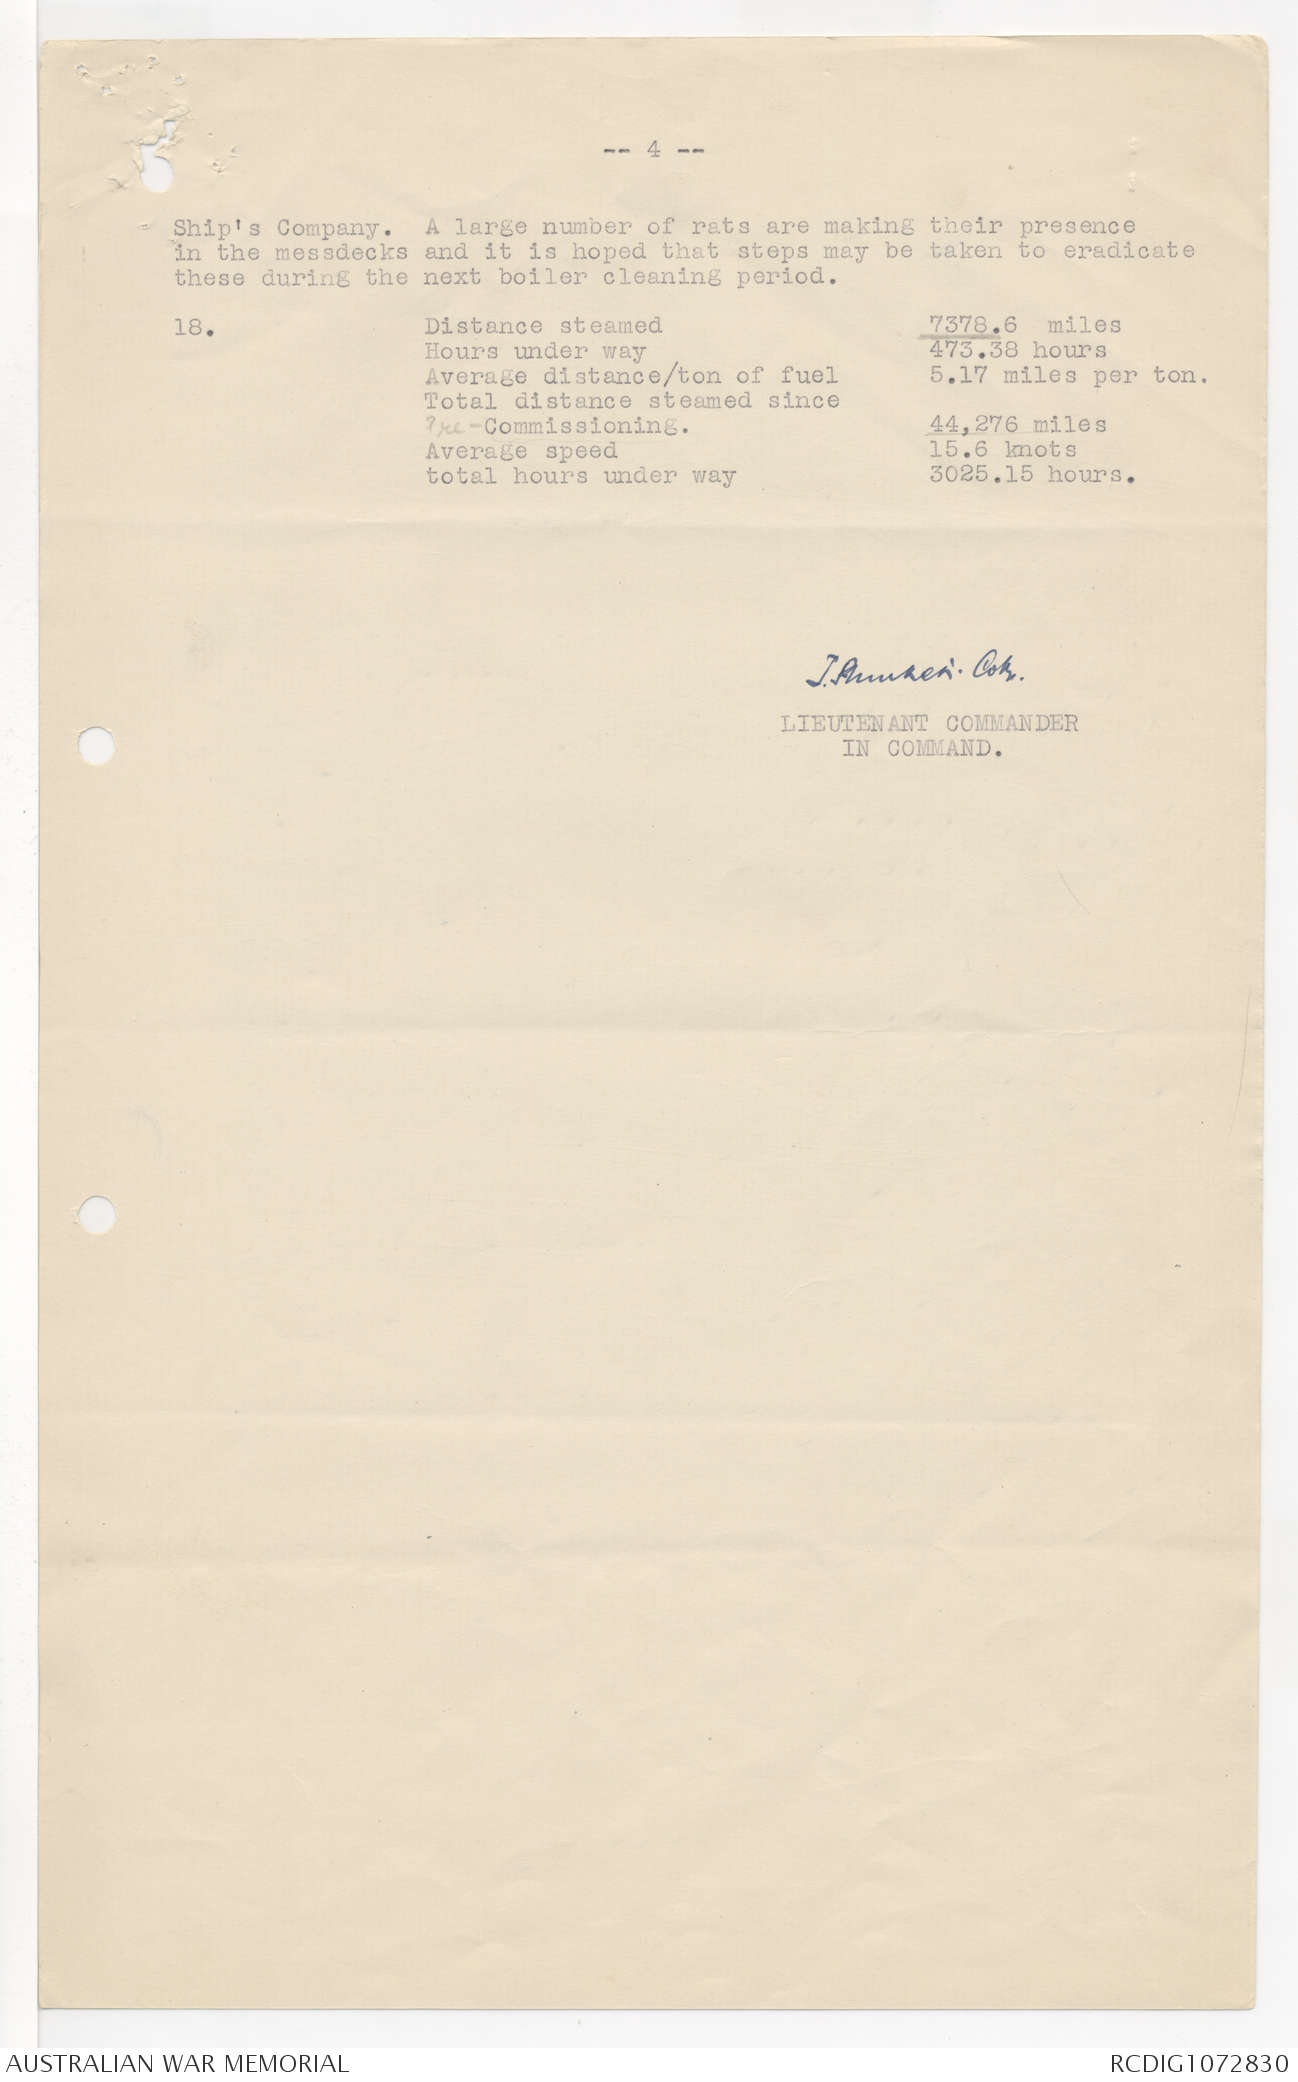 -- 4 --
Ship's Company.  A large number of rats are making their presence
in the messdecks and it is hoped that steps may be taken to eradicate
these during the next boiler cleaning period.
18. Distance steamed 7378.6 miles
Hours under way 473.38 hours
Average distance/ton of fuel 5.17 miles per ton.
Total distance steamed since
Pre-Commissioning. 44,276 miles
Average speed 15.6 knots
total hours under way 3025.15 hours.
LIEUTENANT COMMANDER
IN COMMAND.
AUSTRALIAN WAR MEMORIAL
RCDIG1072830